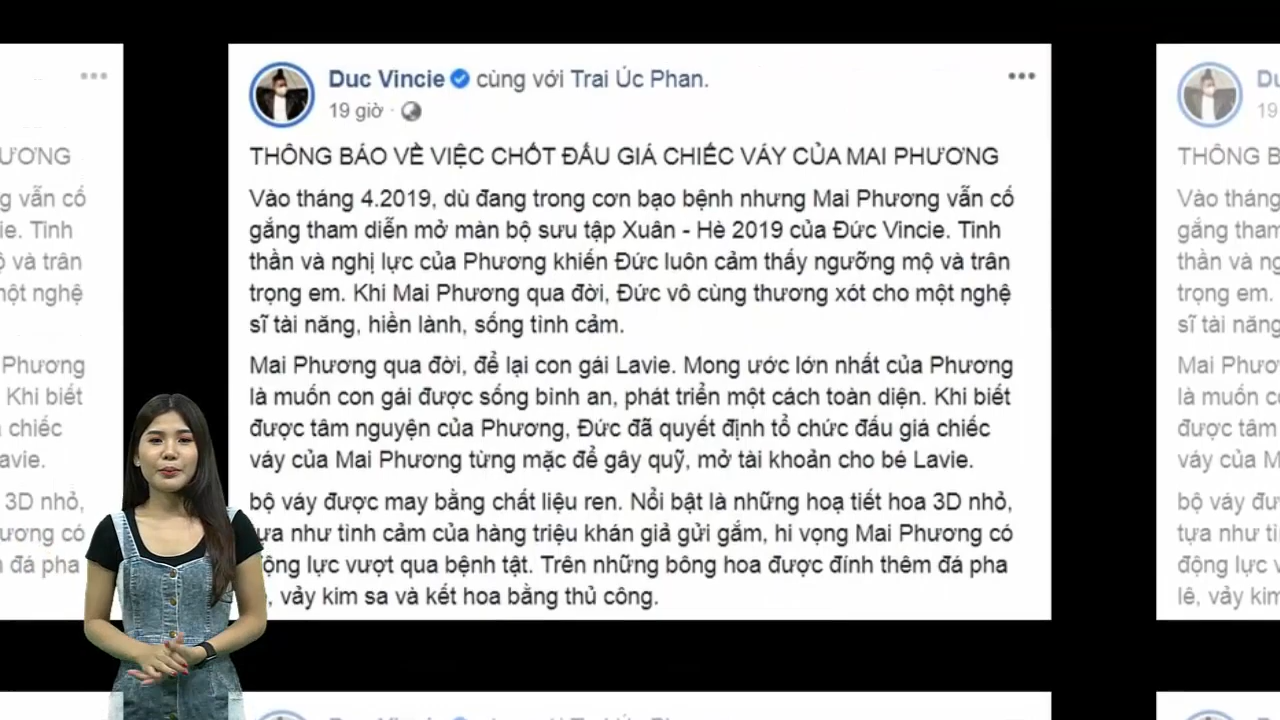 Duc Vincie cùng với Trai Úc Phan.
19 giờ ·
THÔNG BÁO VỀ VIỆC CHỐT ĐẤU GIÁ CHIẾC VÁY CỦA MAI PHƯƠNG
Vào tháng 4.2019, dù đang trong cơn bạo bệnh nhưng Mai Phương vẫn cố
gắng tham diễn mở màn bộ sưu tập Xuân - Hè 2019 của Đức Vincie. Tinh
thần và nghị lực của Phương khiến Đức luôn cảm thấy ngưỡng mộ và trân
trọng em. Khi Mai Phương qua đời, Đức vô cùng thương xót cho một nghệ
sĩ tài năng, hiền lành, sống tình cảm.
Mai Phương qua đời, để lại con gái Lavie. Mong ước lớn nhất của Phương
là muốn con gái được sống bình an, phát triển một cách toàn diện. Khi biết
được tâm nguyện của Phương, Đức đã quyết định tổ chức đấu giá chiếc
váy của Mai Phương từng mặc để gây quỹ, mở tài khoản cho bé Lavie.
bộ váy được may bằng chất liệu ren. Nổi bật là những hoạ tiết hoa 3D nhỏ,
tựa như tình cảm của hàng triệu khán giả gửi gắm, hi vọng Mai Phương có
động lực vượt qua bệnh tật. Trên những bông hoa được đính thêm đá pha
lê, vảy kim sa và kết hoa bằng thủ công.